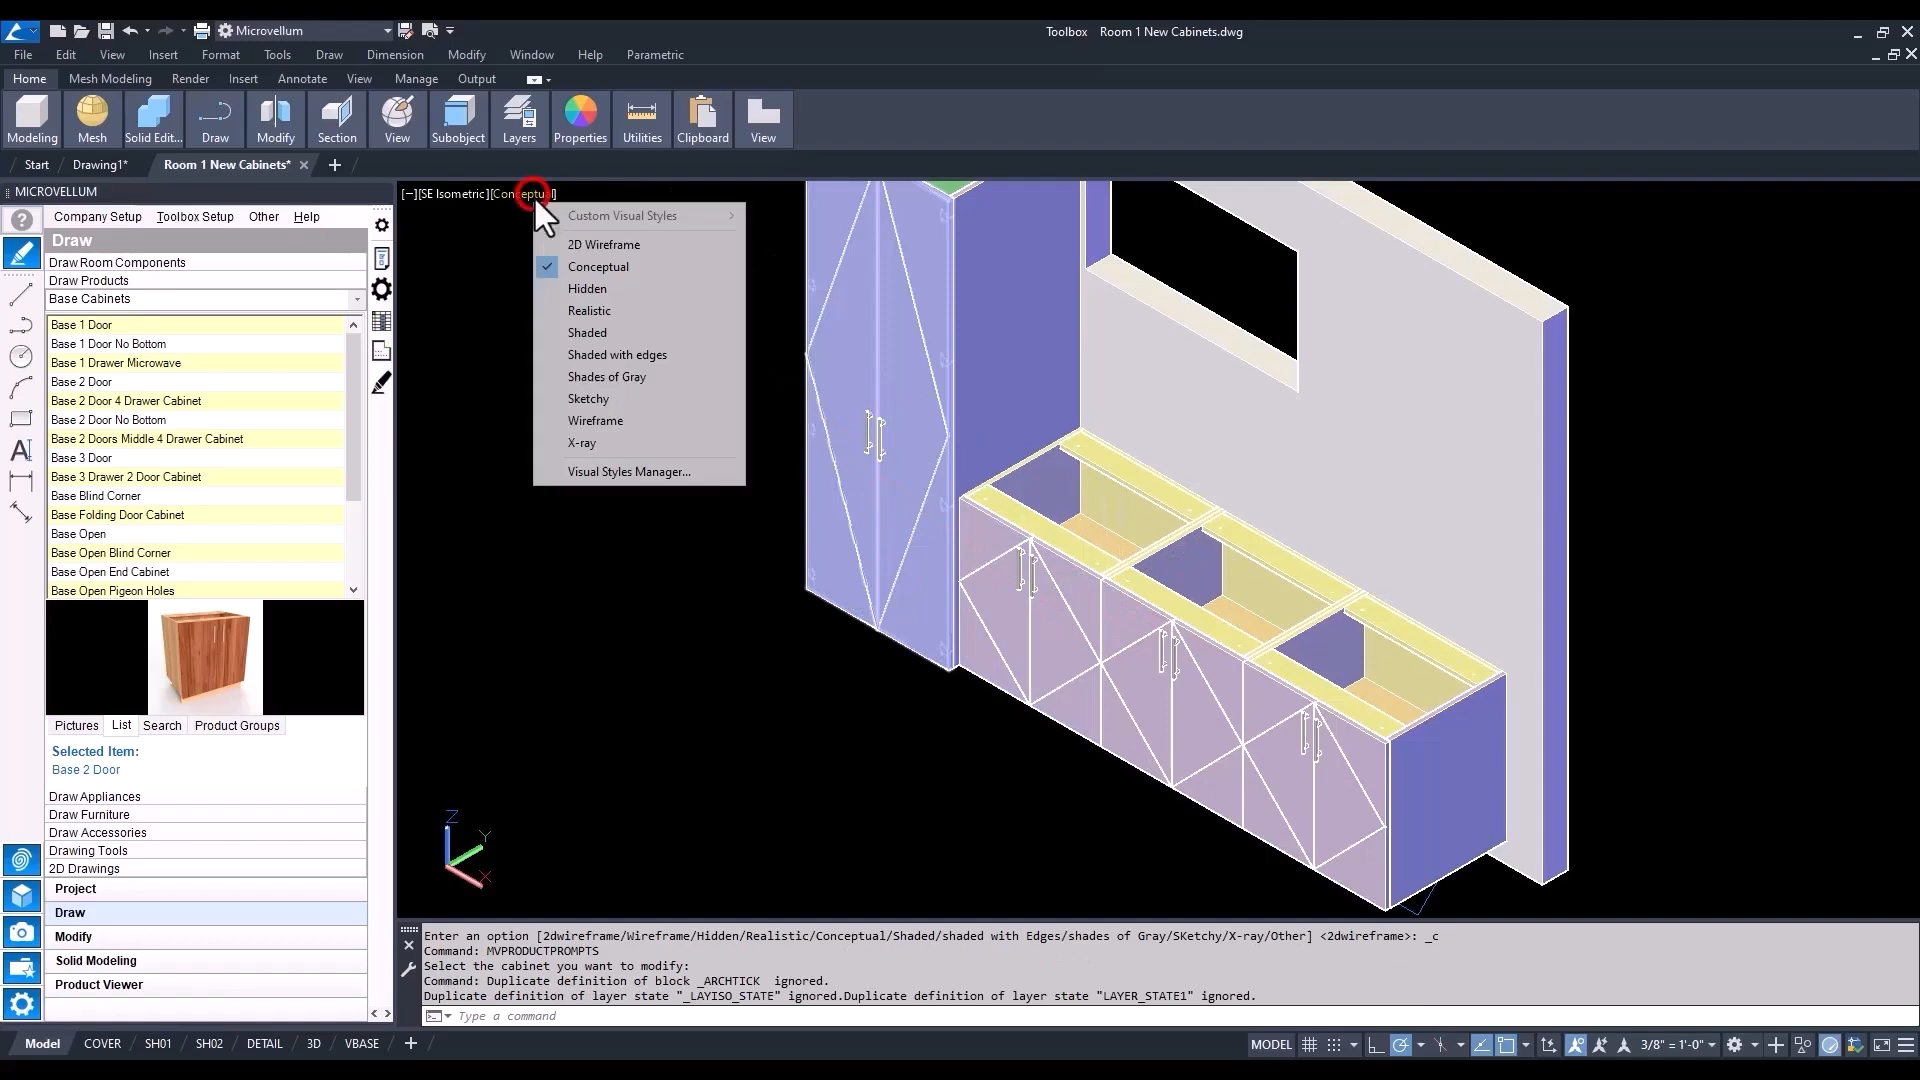 Microvellum
Toolbox Room 1 New Cabinets.dwg
File Edit View Insert Format Tools Draw Dimension Modify Window Help Parametric
Home Mesh Modeling Render Insert Annotate View Manage Output
Modeling Mesh Solid Edit... Draw Modify Section View Subobject Layers Properties Utilities Clipboard View
Start Drawing1* Room 1 New Cabinets*
MICROVELLUM
[−][SE Isometric][Conceptual]
Company Setup Toolbox Setup Other Help
Custom Visual Styles
2D Wireframe
Conceptual
Hidden
Realistic
Shaded
Shaded with edges
Shades of Gray
Sketchy
Wireframe
X-ray
Visual Styles Manager...
Draw
Draw Room Components
Draw Products
Base Cabinets
Base 1 Door
Base 1 Door No Bottom
Base 1 Drawer Microwave
Base 2 Door
Base 2 Door 4 Drawer Cabinet
Base 2 Door No Bottom
Base 2 Doors Middle 4 Drawer Cabinet
Base 3 Door
Base 3 Drawer 2 Door Cabinet
Base Blind Corner
Base Folding Door Cabinet
Base Open
Base Open Blind Corner
Base Open End Cabinet
Base Open Pigeon Holes
Pictures List Search Product Groups
Selected Item:
Base 2 Door
Draw Appliances
Draw Furniture
Draw Accessories
Drawing Tools
2D Drawings
Project
Draw
Modify
Solid Modeling
Product Viewer
Z
Y
X
Enter an option [2dwireframe/Wireframe/Hidden/Realistic/Conceptual/Shaded/shaded with Edges/shades of Gray/SKetchy/X-ray/Other] <2dwireframe>: _c
Command: MVPRODUCTPROMPTS
Select the cabinet you want to modify:
Command: Duplicate definition of block _ARCHTICK  ignored.
Duplicate definition of layer state "_LAYISO_STATE" ignored.Duplicate definition of layer state "LAYER_STATE1" ignored.
Type a command
Model COVER SH01 SH02 DETAIL 3D VBASE
MODEL 3/8" = 1'-0"